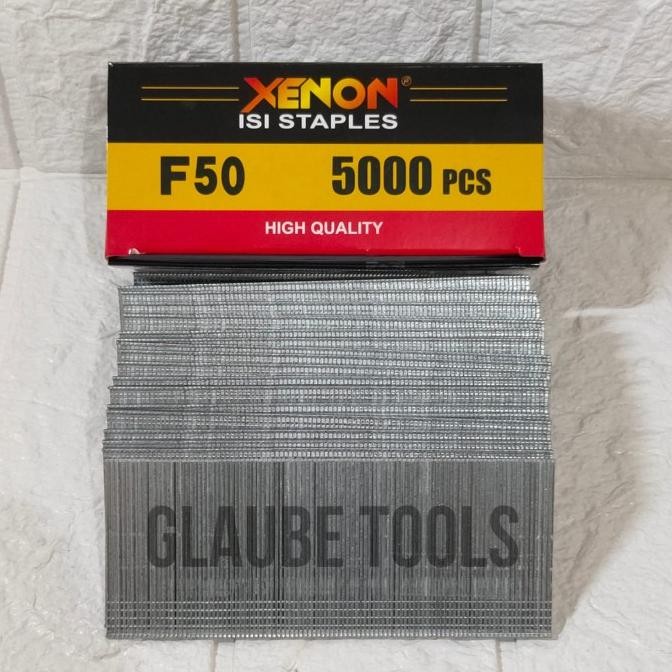 XENON®
ISI STAPLES
F50 5000 PCS
HIGH QUALITY
GLAUBE TOOLS